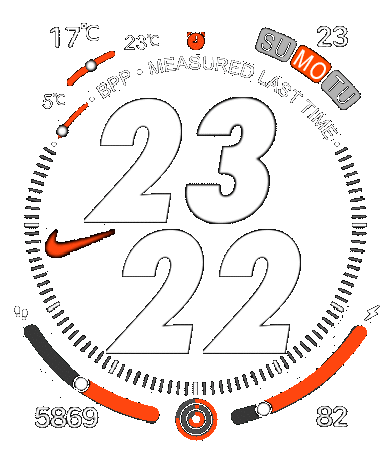 17°C
23°C
5°C
SU MO TU
23
BPP • MEASURED LAST TIME
23
22
5869
82